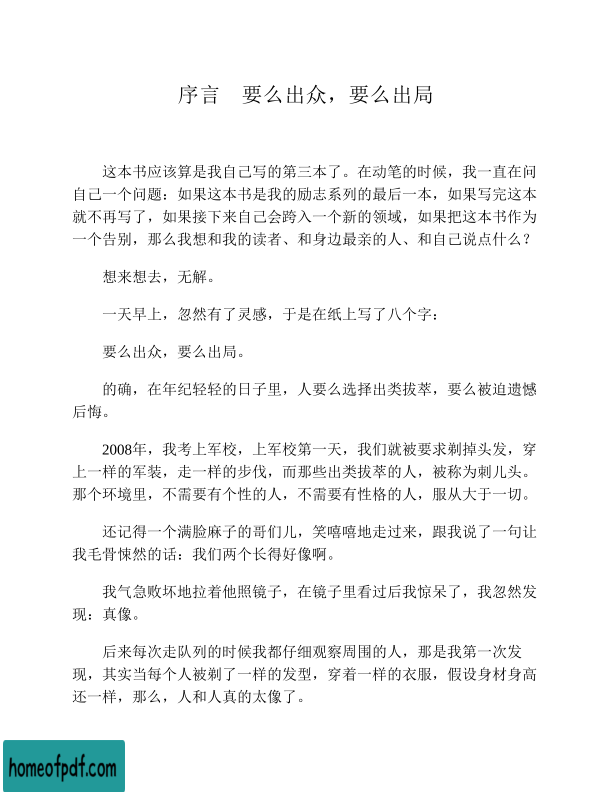 序言　要么出众，要么出局
这本书应该算是我自己写的第三本了。在动笔的时候，我一直在问
自己一个问题：如果这本书是我的励志系列的最后一本，如果写完这本
就不再写了，如果接下来自己会跨入一个新的领域，如果把这本书作为
一个告别，那么我想和我的读者、和身边最亲的人、和自己说点什么？
想来想去，无解。
一天早上，忽然有了灵感，于是在纸上写了八个字：
要么出众，要么出局。
的确，在年纪轻轻的日子里，人要么选择出类拔萃，要么被迫遗憾
后悔。
2008年，我考上军校，上军校第一天，我们就被要求剃掉头发，穿
上一样的军装，走一样的步伐，而那些出类拔萃的人，被称为刺儿头。
那个环境里，不需要有个性的人，不需要有性格的人，服从大于一切。
还记得一个满脸麻子的哥们儿，笑嘻嘻地走过来，跟我说了一句让
我毛骨悚然的话：我们两个长得好像啊。
我气急败坏地拉着他照镜子，在镜子里看过后我惊呆了，我忽然发
现：真像。
后来每次走队列的时候我都仔细观察周围的人，那是我第一次发
现，其实当每个人被剃了一样的发型，穿着一样的衣服，假设身材身高
还一样，那么，人和人真的太像了。
homeofpdf.com